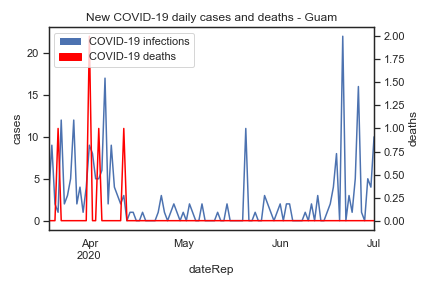 New COVID-19 daily cases and deaths - Guam
COVID-19 infections
COVID-19 deaths
cases
20
15
10
5
0
deaths
2.00
1.75
1.50
1.25
1.00
0.75
0.50
0.25
0.00
Apr
2020
May
Jun
Jul
dateRep